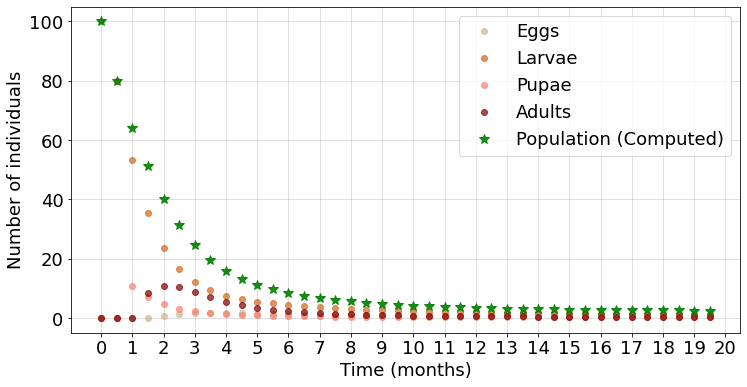 100
80
60
40
20
0
Number of individuals
Eggs
Larvae
Pupae
Adults
Population (Computed)
0 1 2 3 4 5 6 7 8 9 10 11 12 13 14 15 16 17 18 19 20
Time (months)